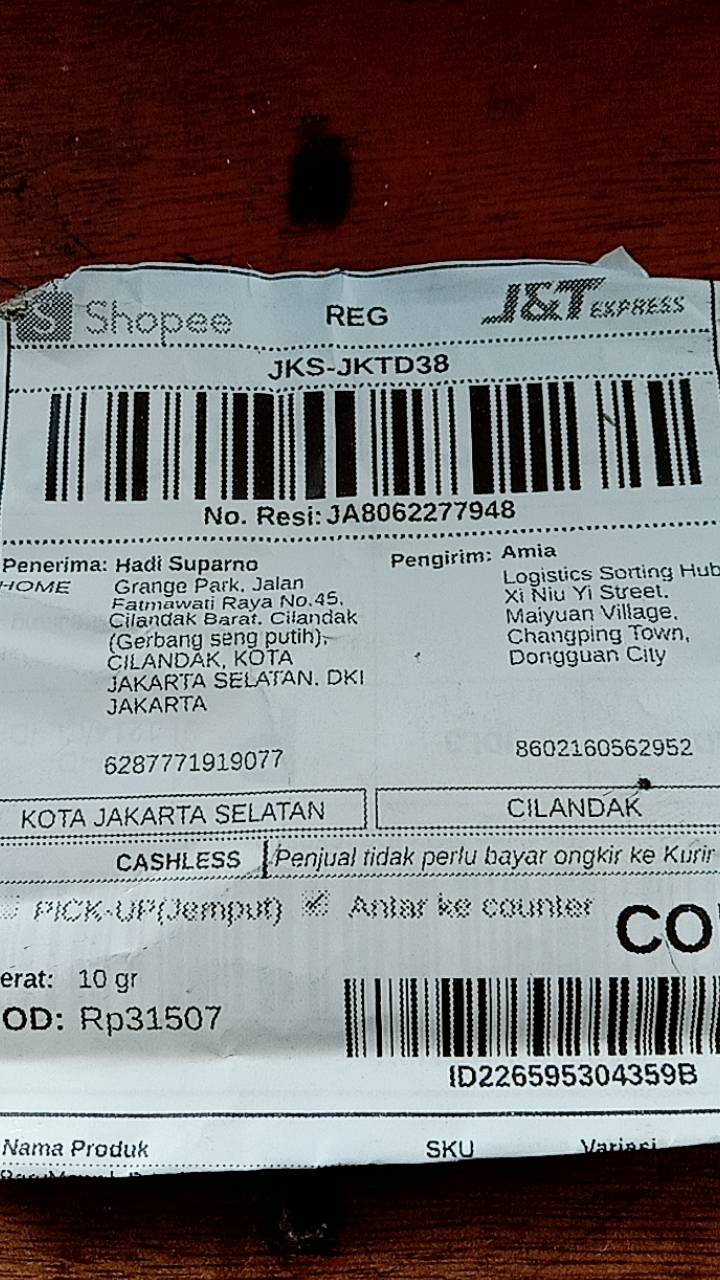 Shopee
REG
J&T EXPRESS
JKS-JKTD38
No. Resi: JA8062277948
Penerima: Hadi Suparno
HOME
Grange Park, Jalan
Fatmawati Raya No.45,
Cilandak Barat. Cilandak
(Gerbang seng putih),
CILANDAK, KOTA
JAKARTA SELATAN. DKI
JAKARTA
6287771919077
Pengirim: Amia
Logistics Sorting Hub
Xi Niu Yi Street.
Maiyuan Village,
Changping Town,
Dongguan City
8602160562952
KOTA JAKARTA SELATAN
CILANDAK
CASHLESS
Penjual tidak perlu bayar ongkir ke Kurir
PICK-UP(Jemput)
Antar ke counter
CO
erat: 10 gr
OD: Rp31507
ID226595304359B
Nama Produk
SKU
Variasi